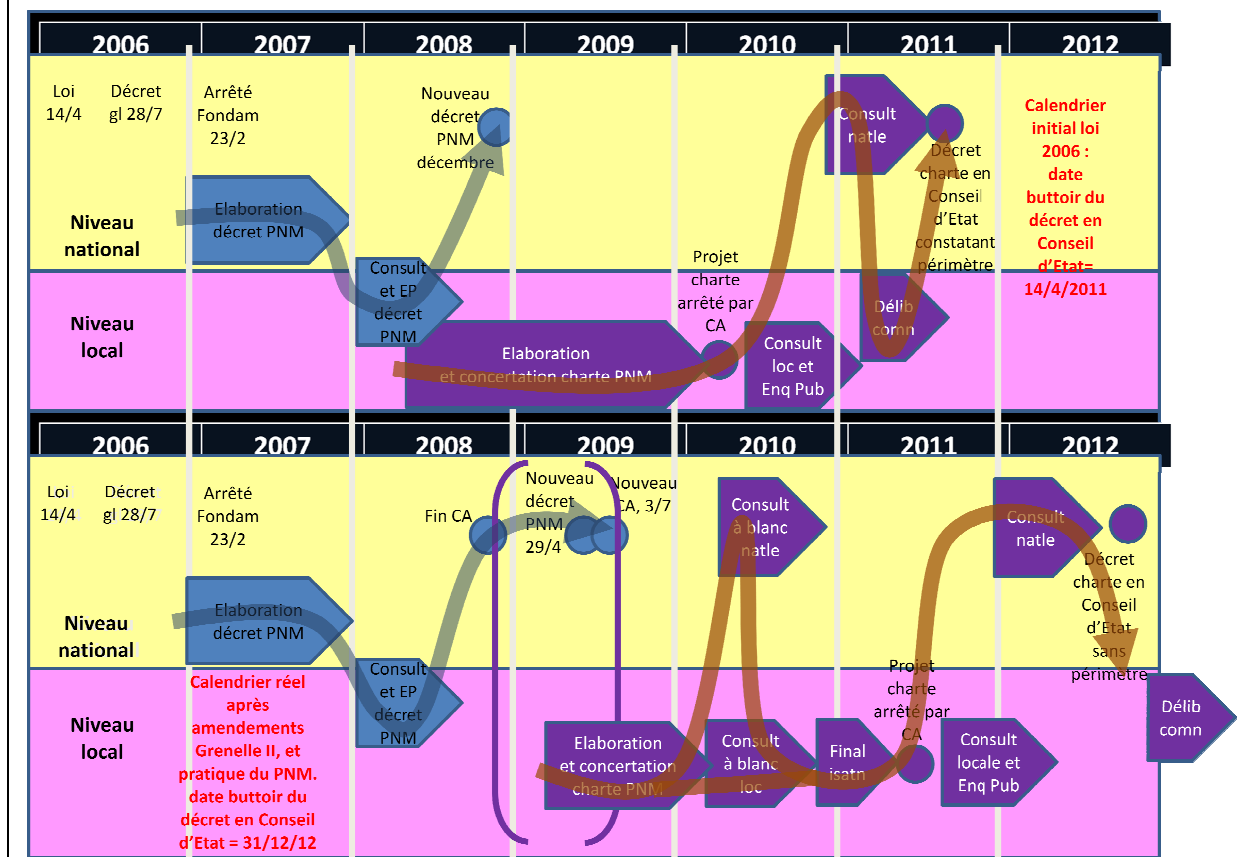 2006 2007 2008 2009 2010 2011 2012
Loi
14/4
Décret
gl 28/7
Arrêté
Fondam
23/2
Nouveau
décret
PNM
décembre
Consult
natle
Décret
charte en
Conseil
d’Etat
constatant
périmètre
Calendrier
initial loi
2006 :
date
buttoir du
décret en
Conseil
d’Etat=
14/4/2011
Niveau
national
Elaboration
décret PNM
Niveau
local
Consult
et EP
décret
PNM
Elaboration
et concertation charte PNM
Projet
charte
arrêté par
CA
Consult
loc et
Enq Pub
Délib
comn
2006 2007 2008 2009 2010 2011 2012
Loi
14/4
Décret
gl 28/7
Arrêté
Fondam
23/2
Fin CA
Nouveau
décret
PNM
29/4
Nouveau
CA, 3/7
Consult
à blanc
natle
Consult
natle
Décret
charte en
Conseil
d’Etat
sans
périmètre
Niveau
national
Elaboration
décret PNM
Niveau
local
Calendrier réel
après
amendements
Grenelle II, et
pratique du PNM.
date buttoir du
décret en Conseil
d’Etat = 31/12/12
Consult
et EP
décret
PNM
Elaboration
et concertation
charte PNM
Consult
à blanc
loc
Final
isatn
Projet
charte
arrêté par
CA
Consult
locale et
Enq Pub
Délib
comn